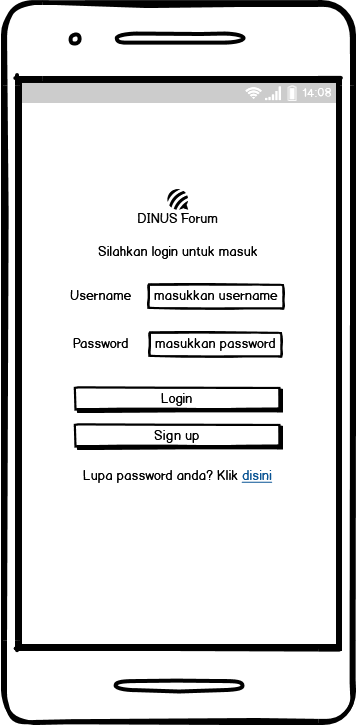 14:08
DINUS Forum
Silahkan login untuk masuk
Username masukkan username
Password masukkan password
Login
Sign up
Lupa password anda? Klik disini